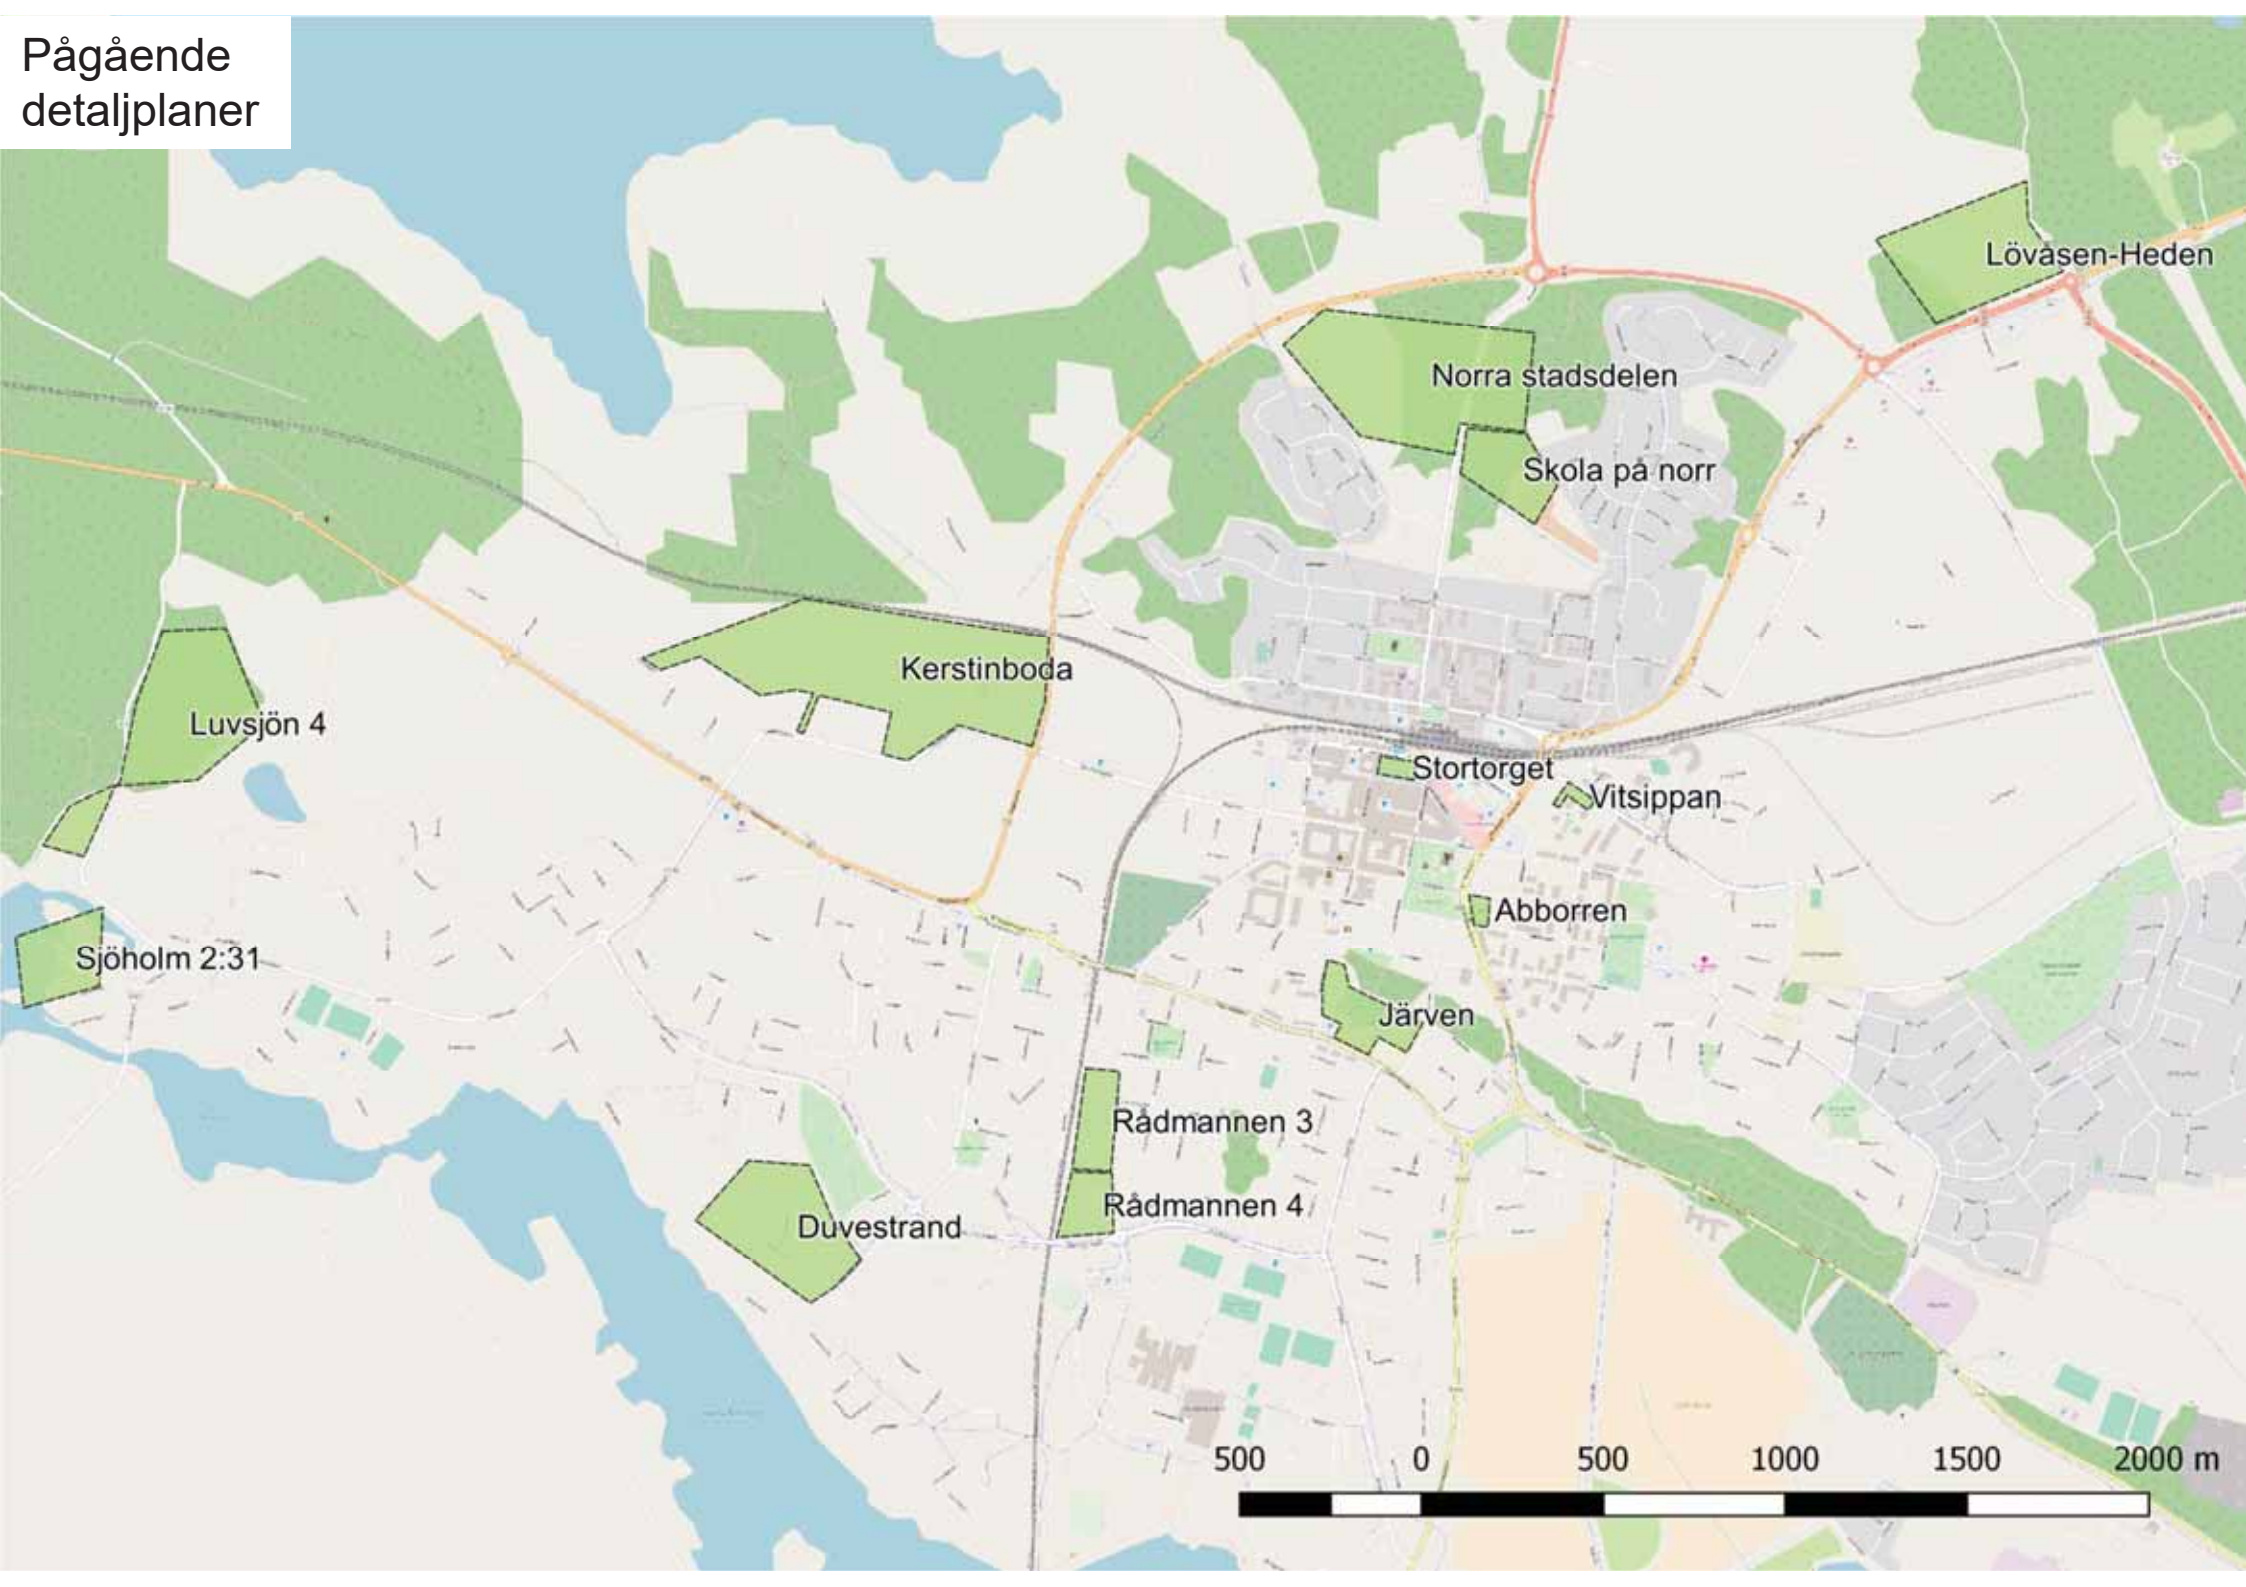 Pågående
detaljplaner
Lövåsen-Heden
Norra stadsdelen
Skola på norr
Kerstinboda
Luvsjön 4
Stortorget
Vitsippan
Abborren
Sjöholm 2:31
Järven
Rådmannen 3
Rådmannen 4
Duvestrand
500 0 500 1000 1500 2000 m